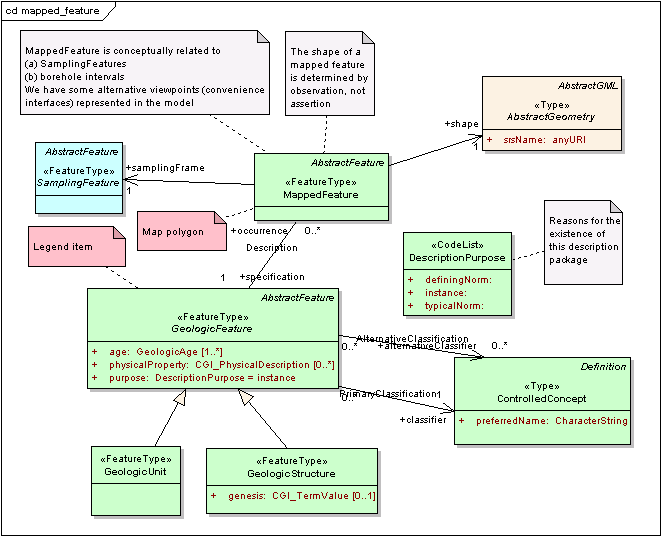 cd mapped_feature
MappedFeature is conceptually related to
(a) SamplingFeatures
(b) borehole intervals
We have some alternative viewpoints (convenience
interfaces) represented in the model
The shape of a
mapped feature
is determined by
observation, not
assertion
AbstractGML
«Type»
AbstractGeometry
+ srsName: anyURI
+shape
1
AbstractFeature
«FeatureType»
SamplingFeature
+samplingFrame
1
AbstractFeature
«FeatureType»
MappedFeature
Map polygon
+occurrence 0..*
Description
1 +specification
Legend item
«CodeList»
DescriptionPurpose
+ definingNorm:
+ instance:
+ typicalNorm:
Reasons for the
existence of
this description
package
AbstractFeature
«FeatureType»
GeologicFeature
+ age: GeologicAge [1..*]
+ physicalProperty: CGI_PhysicalDescription [0..*]
+ purpose: DescriptionPurpose = instance
AlternativeClassification
0..* +alternativeClassifier 0..*
PrimaryClassification 1
0..*
+classifier
Definition
«Type»
ControlledConcept
+ preferredName: CharacterString
«FeatureType»
GeologicUnit
«FeatureType»
GeologicStructure
+ genesis: CGI_TermValue [0..1]